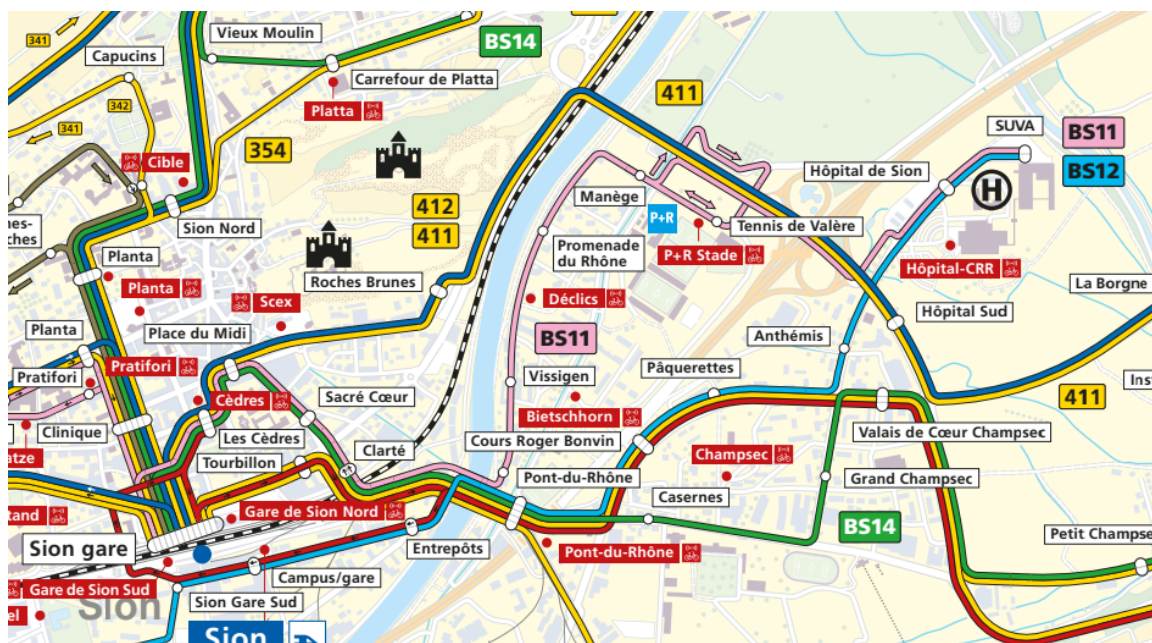 341
Vieux Moulin
BS14
Capucins
Carrefour de Platta
342
Platta
411
SUVA
BS11
341
BS12
Cible
354
Hôpital de Sion
H
Manège
412
P+R
Tennis de Valère
Sion Nord
411
Promenade
du Rhône
P+R Stade
Planta
Hôpital-CRR
Roches Brunes
La Borgne
Planta
Scex
Déclics
Hôpital Sud
Planta
Place du Midi
BS11
Anthémis
Pratifori
Vissigen
Pâquerettes
Pratifori
Inst
411
Cèdres
Sacré Cœur
Bietschhorn
Clinique
Les Cèdres
Cours Roger Bonvin
Valais de Cœur Champsec
Clarté
Champsec
atze
Tourbillon
Pont-du-Rhône
Grand Champsec
Casernes
tand
Gare de Sion Nord
BS14
Sion gare
Entrepôts
Pont-du-Rhône
Petit Champse
Campus/gare
Gare de Sion Sud
Sion Gare Sud
Sion
el
Sion